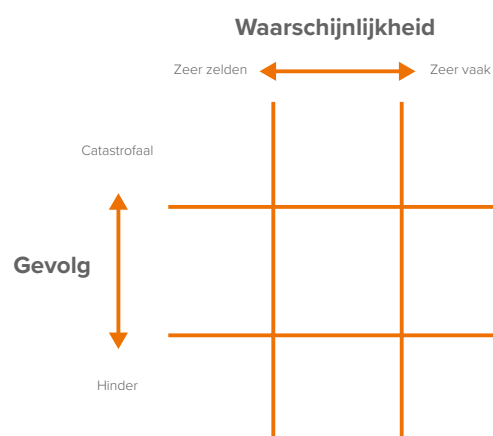 Waarschijnlijkheid
Zeer zelden
Zeer vaak
Catastrofaal
Gevolg
Hinder